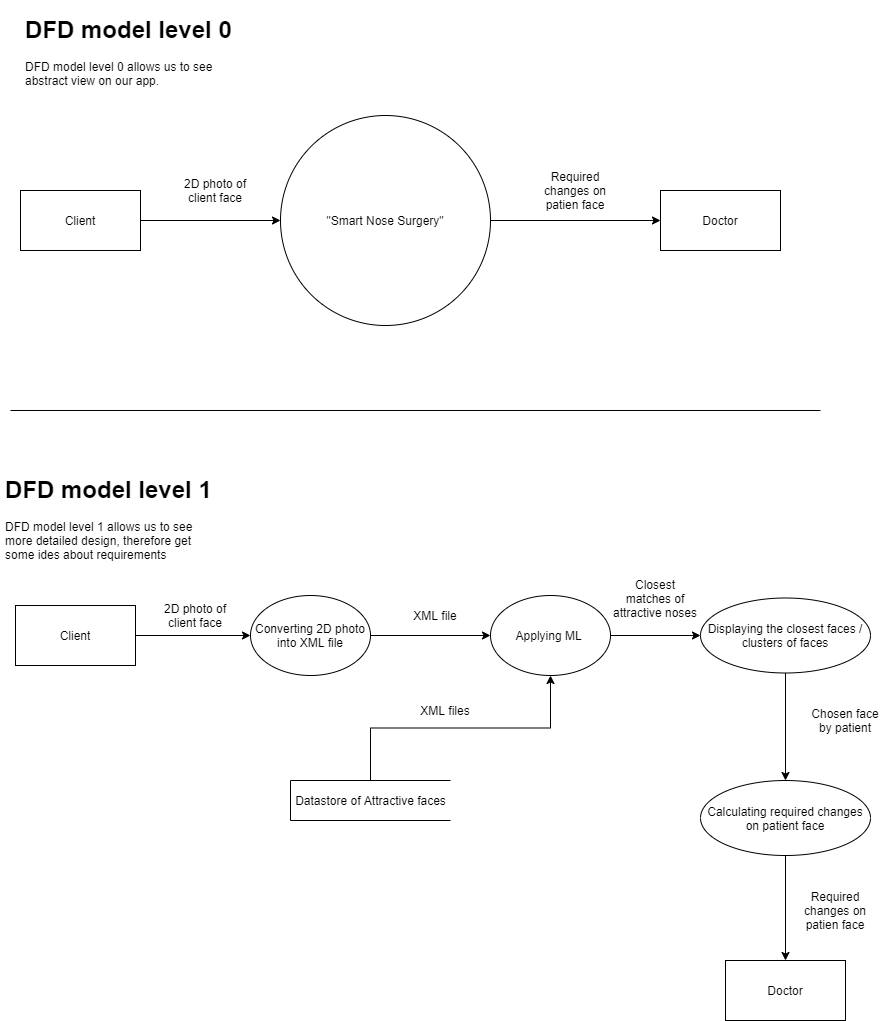 DFD model level 0
DFD model level 0 allows us to see
abstract view on our app.
Client
2D photo of
client face
"Smart Nose Surgery"
Required
changes on
patien face
Doctor
DFD model level 1
DFD model level 1 allows us to see
more detailed design, therefore get
some ides about requirements
Client
2D photo of
client face
Converting 2D photo
into XML file
XML file
Applying ML
Closest
matches of
attractive noses
Displaying the closest faces /
clusters of faces
XML files
Datastore of Attractive faces
Chosen face
by patient
Calculating required changes
on patient face
Required
changes on
patien face
Doctor